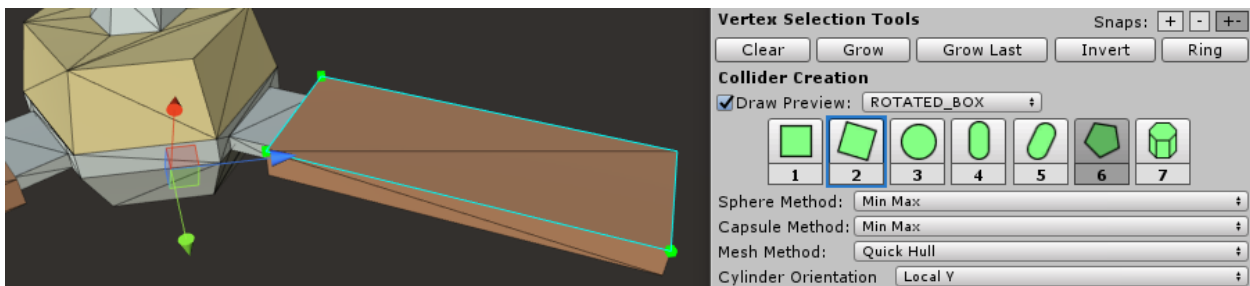 Vertex Selection Tools Snaps: + - +-
Clear Grow Grow Last Invert Ring
Collider Creation
Draw Preview: ROTATED_BOX
1 2 3 4 5 6 7
Sphere Method: Min Max
Capsule Method: Min Max
Mesh Method: Quick Hull
Cylinder Orientation Local Y